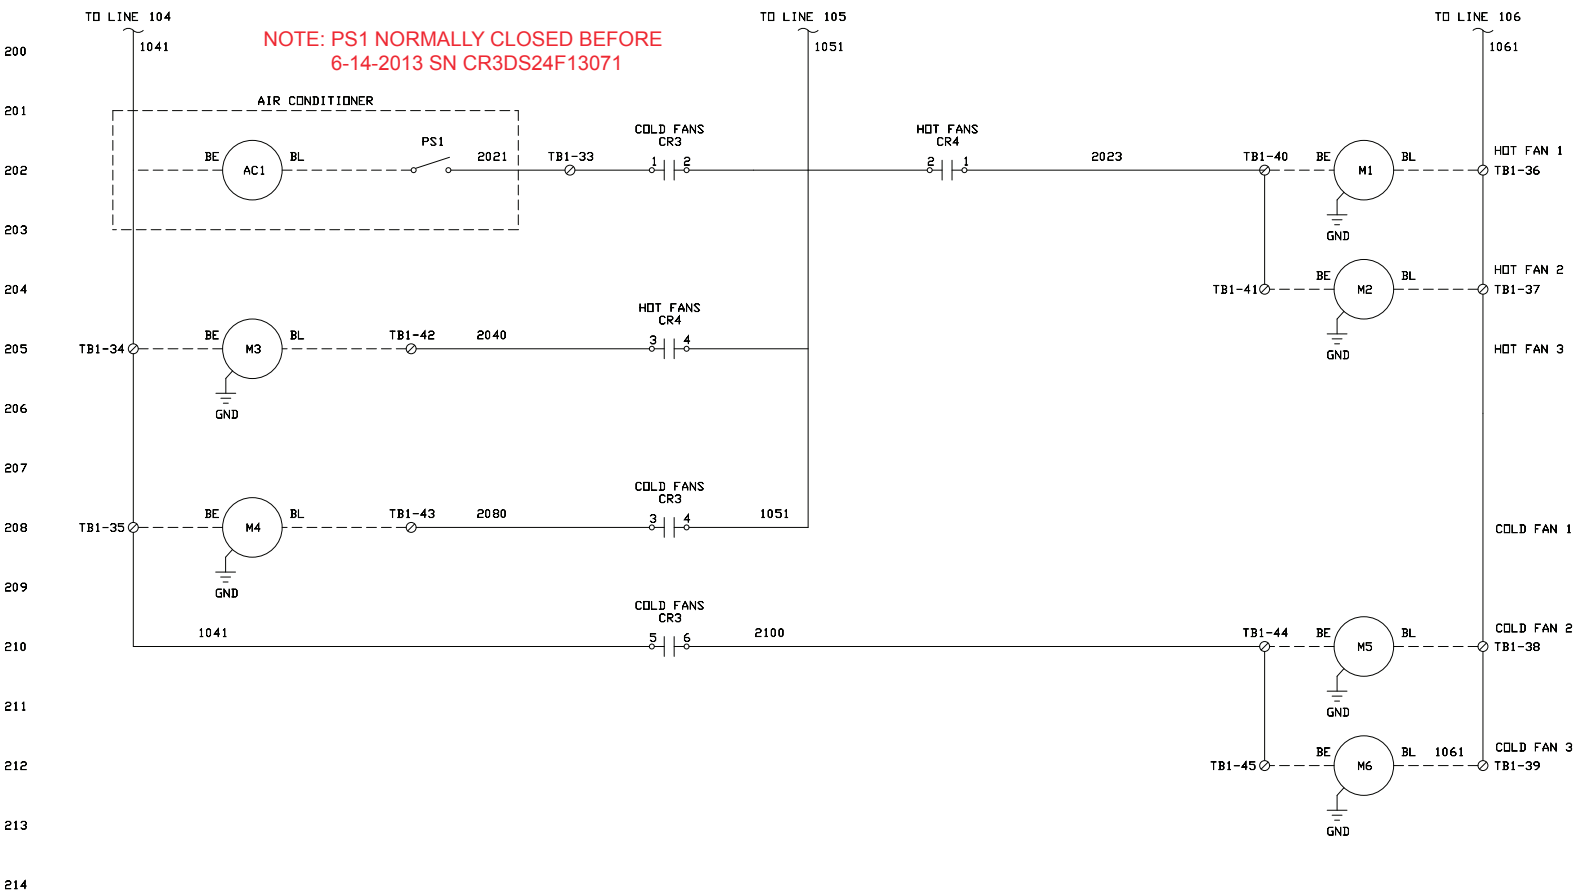 TO LINE 104
TO LINE 105
TO LINE 106
200
1041
NOTE: PS1 NORMALLY CLOSED BEFORE
6-14-2013 SN CR3DS24F13071
1051
1061
201
AIR CONDITIONER
202
BE
AC1
BL
PS1
2021
TB1-33
COLD FANS
CR3
1 2
HOT FANS
CR4
2 1
2023
TB1-40
BE
M1
BL
HOT FAN 1
TB1-36
GND
203
204
TB1-41
BE
M2
BL
HOT FAN 2
TB1-37
GND
205
TB1-34
BE
M3
BL
TB1-42
2040
HOT FANS
CR4
3 4
HOT FAN 3
GND
206
207
208
TB1-35
BE
M4
BL
TB1-43
2080
COLD FANS
CR3
3 4
1051
COLD FAN 1
GND
209
210
1041
COLD FANS
CR3
5 6
2100
TB1-44
BE
M5
BL
COLD FAN 2
TB1-38
GND
211
212
TB1-45
BE
M6
BL
1061
COLD FAN 3
TB1-39
GND
213
214